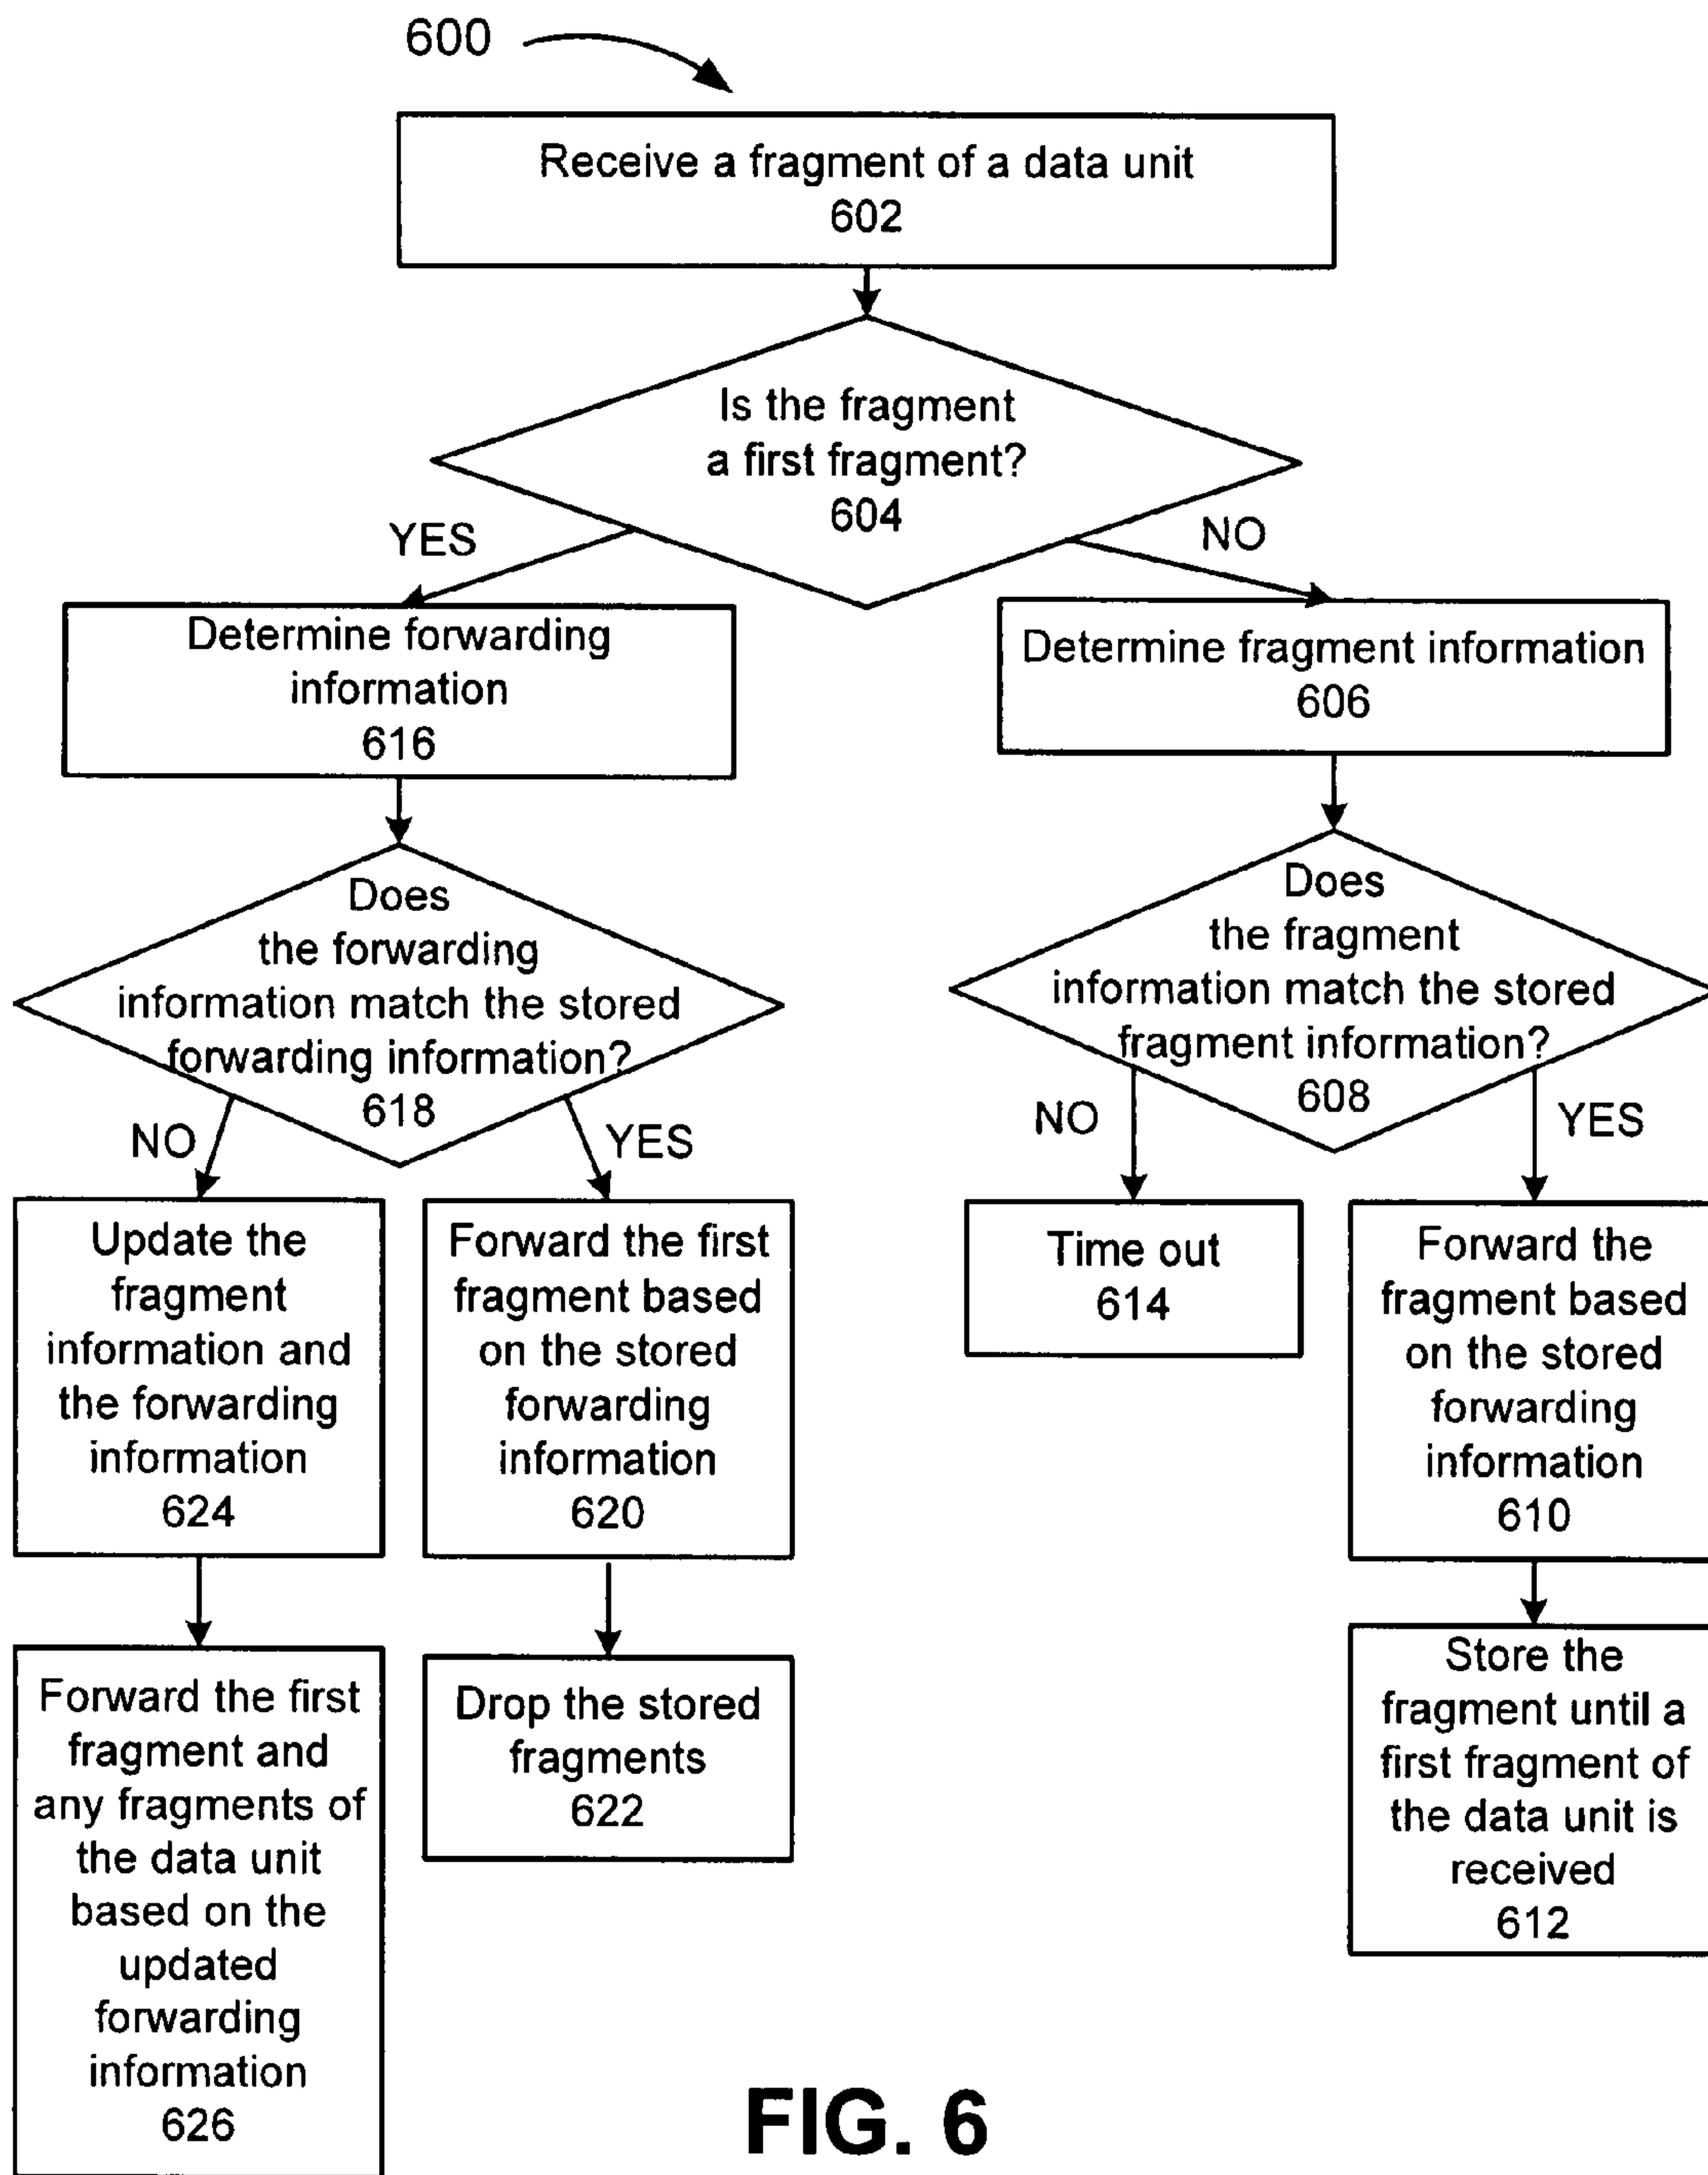 600
Receive a fragment of a data unit
602
Is the fragment
a first fragment?
604
YES
NO
Determine forwarding
information
616
Determine fragment information
606
Does
the forwarding
information match the stored
forwarding information?
618
Does
the fragment
information match the stored
fragment information?
608
NO
YES
NO
YES
Update the
fragment
information and
the forwarding
information
624
Forward the first
fragment based
on the stored
forwarding
information
620
Time out
614
Forward the
fragment based
on the stored
forwarding
information
610
Forward the first
fragment and
any fragments of
the data unit
based on the
updated
forwarding
information
626
Drop the stored
fragments
622
Store the
fragment until a
first fragment of
the data unit is
received
612
FIG. 6